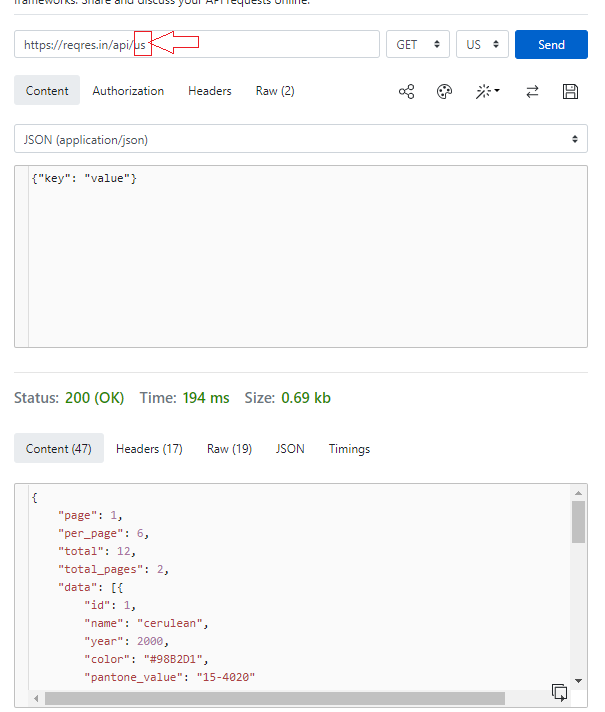 frameworks. Share and discuss your API requests online.
https://reqres.in/api/us GET US Send
Content Authorization Headers Raw (2)
JSON (application/json)
{"key": "value"}
Status: 200 (OK) Time: 194 ms Size: 0.69 kb
Content (47) Headers (17) Raw (19) JSON Timings
{
"page": 1,
"per_page": 6,
"total": 12,
"total_pages": 2,
"data": [{
"id": 1,
"name": "cerulean",
"year": 2000,
"color": "#98B2D1",
"pantone_value": "15-4020"